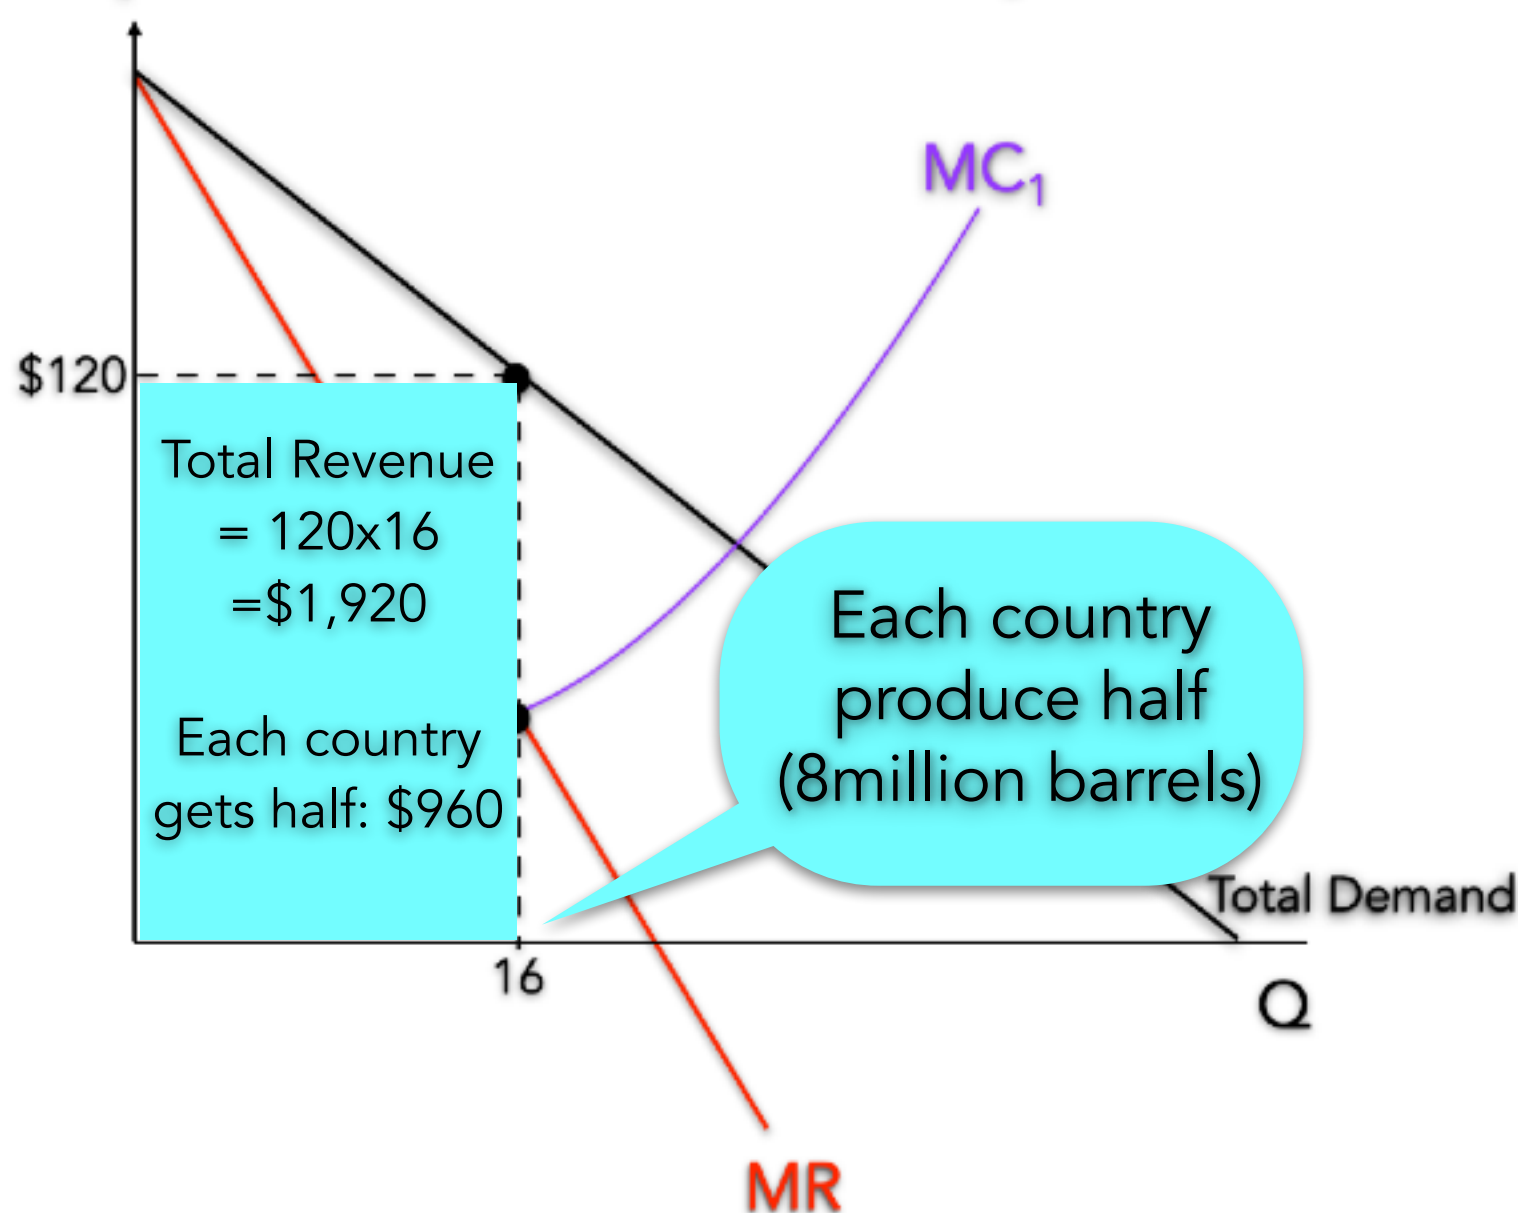 MC₁
$120
Total Revenue
= 120x16
=$1,920
Each country
gets half: $960
Each country
produce half
(8million barrels)
Total Demand
16
Q
MR